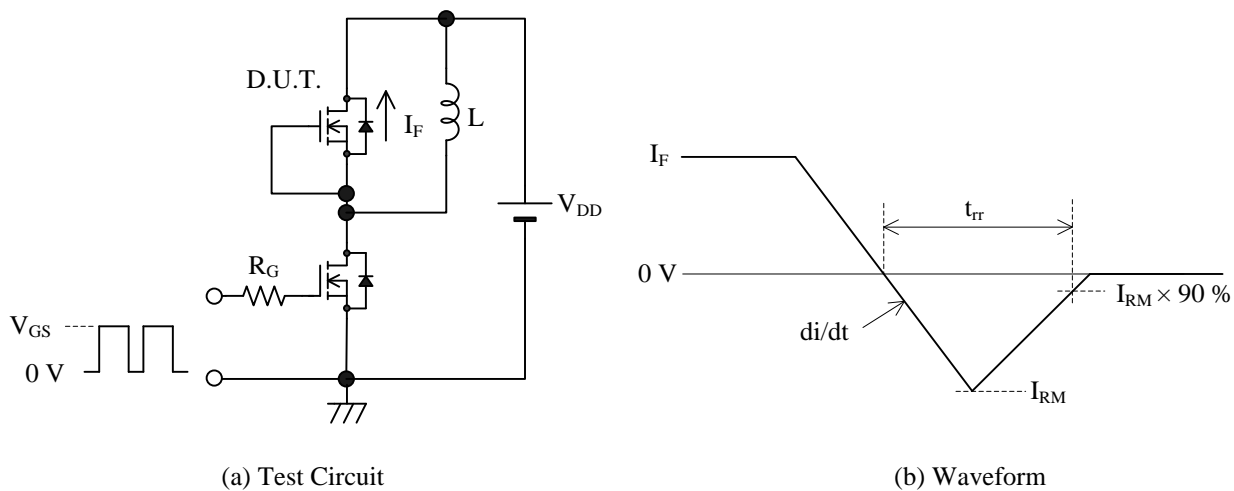 D.U.T.
I_F
L
V_DD
R_G
V_GS
0 V
(a) Test Circuit
I_F
t_rr
0 V
I_RM × 90 %
di/dt
I_RM
(b) Waveform